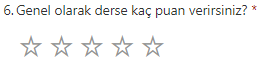 6. Genel olarak derse kaç puan verirsiniz? *